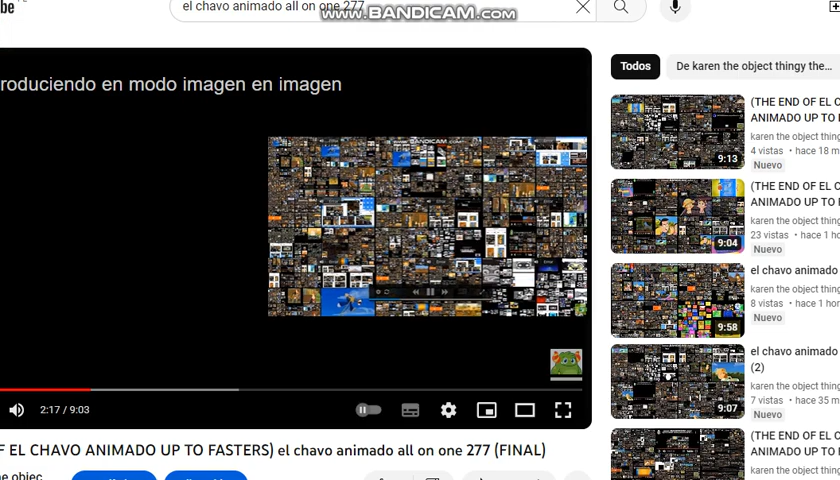 be
el chavo animado all on one 277
www.BANDICAM.com
roduciendo en modo imagen en imagen
BANDICAM.com
2:17 / 9:03
F EL CHAVO ANIMADO UP TO FASTERS) el chavo animado all on one 277 (FINAL)
Todos
De karen the object thingy the...
9:13
(THE END OF EL C
ANIMADO UP TO F
karen the object thing
4 vistas • hace 18 m
Nuevo
9:04
(THE END OF EL C
ANIMADO UP TO F
karen the object thing
23 vistas • hace 1 ho
Nuevo
9:58
el chavo animado
karen the object thing
8 vistas • hace 1 hor
Nuevo
9:07
el chavo animado
(2)
karen the object thing
7 vistas • hace 35 m
Nuevo
(THE END OF EL C
ANIMADO UP TO F
karen the object thing